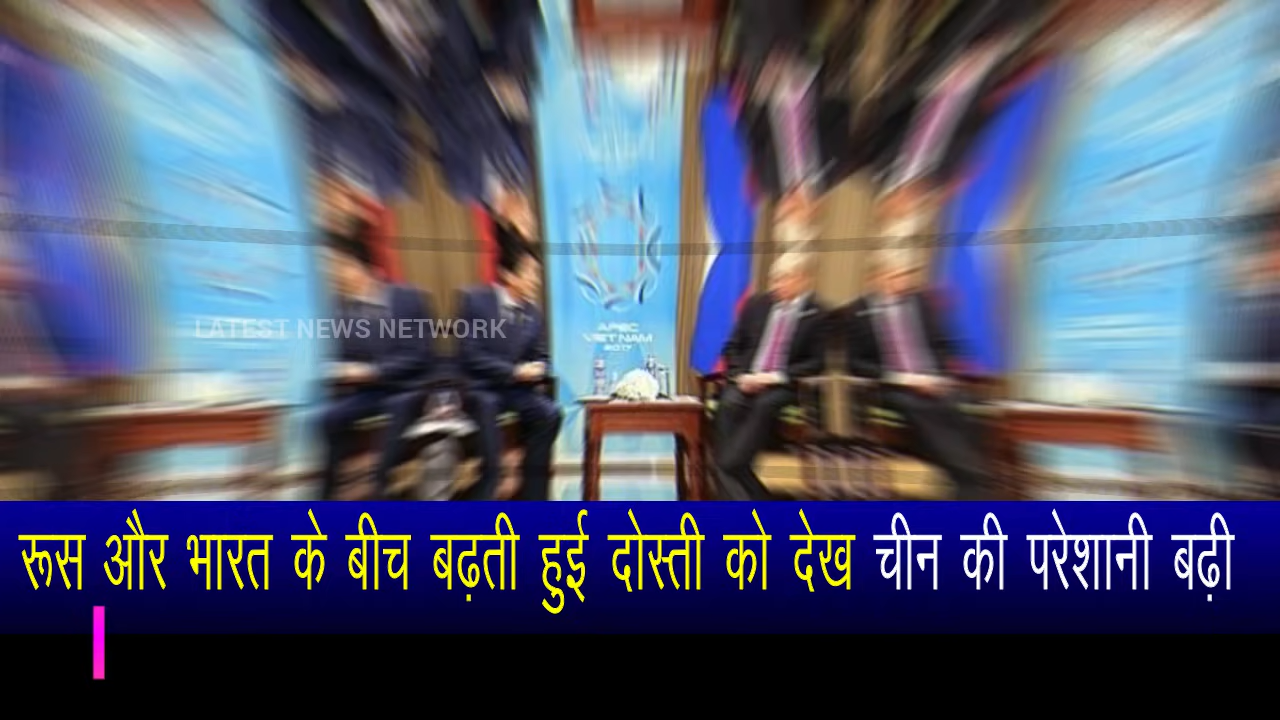 LATEST NEWS NETWORK
APEC
VIET NAM
2017
रूस और भारत के बीच बढ़ती हुई दोस्ती को देख चीन की परेशानी बढ़ी